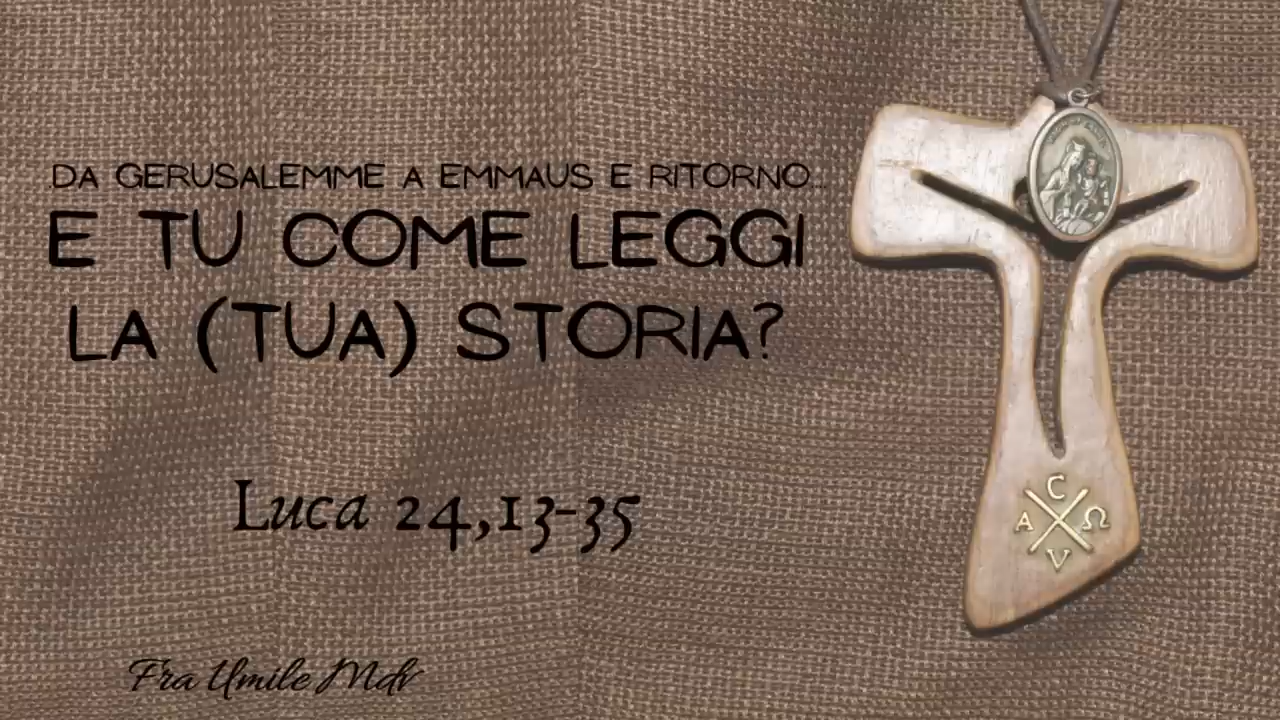 .DA GERUSALEMME A EMMAUS E RITORNO...
E TU COME LEGGI
LA (TUA) STORIA?
Luca 24,13-35
C
A Ω
V
Fra Umile Mdv